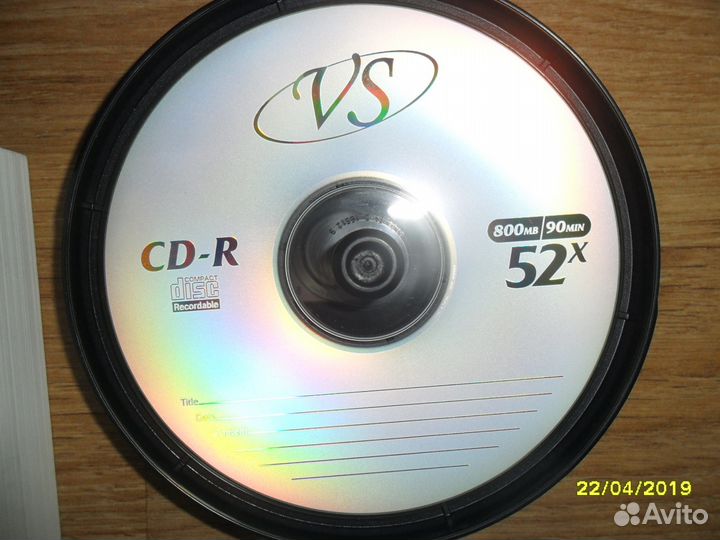 VS
800MB 90MIN
CD-R
52X
COMPACT
disc
Recordable
Title
Date
22/04/2019
Avito